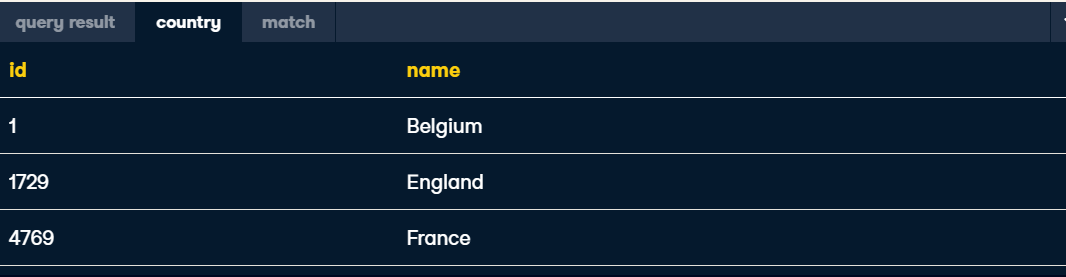 query result country match
id name
1 Belgium
1729 England
4769 France